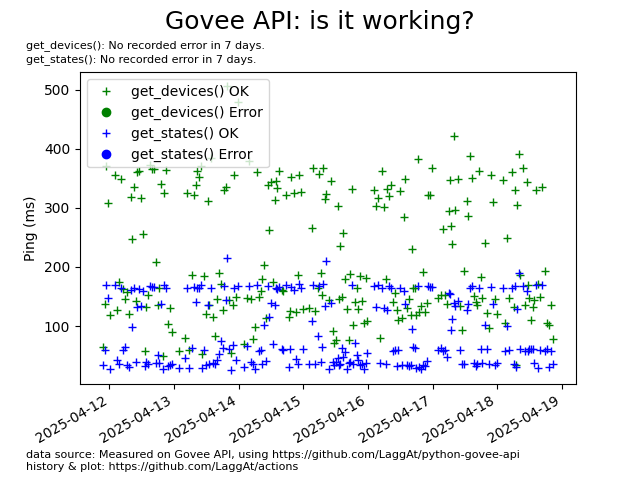 Govee API: is it working?
get_devices(): No recorded error in 7 days.
get_states(): No recorded error in 7 days.
get_devices() OK
get_devices() Error
get_states() OK
get_states() Error
Ping (ms)
500
400
300
200
100
2025-04-12
2025-04-13
2025-04-14
2025-04-15
2025-04-16
2025-04-17
2025-04-18
2025-04-19
data source: Measured on Govee API, using https://github.com/LaggAt/python-govee-api
history & plot: https://github.com/LaggAt/actions